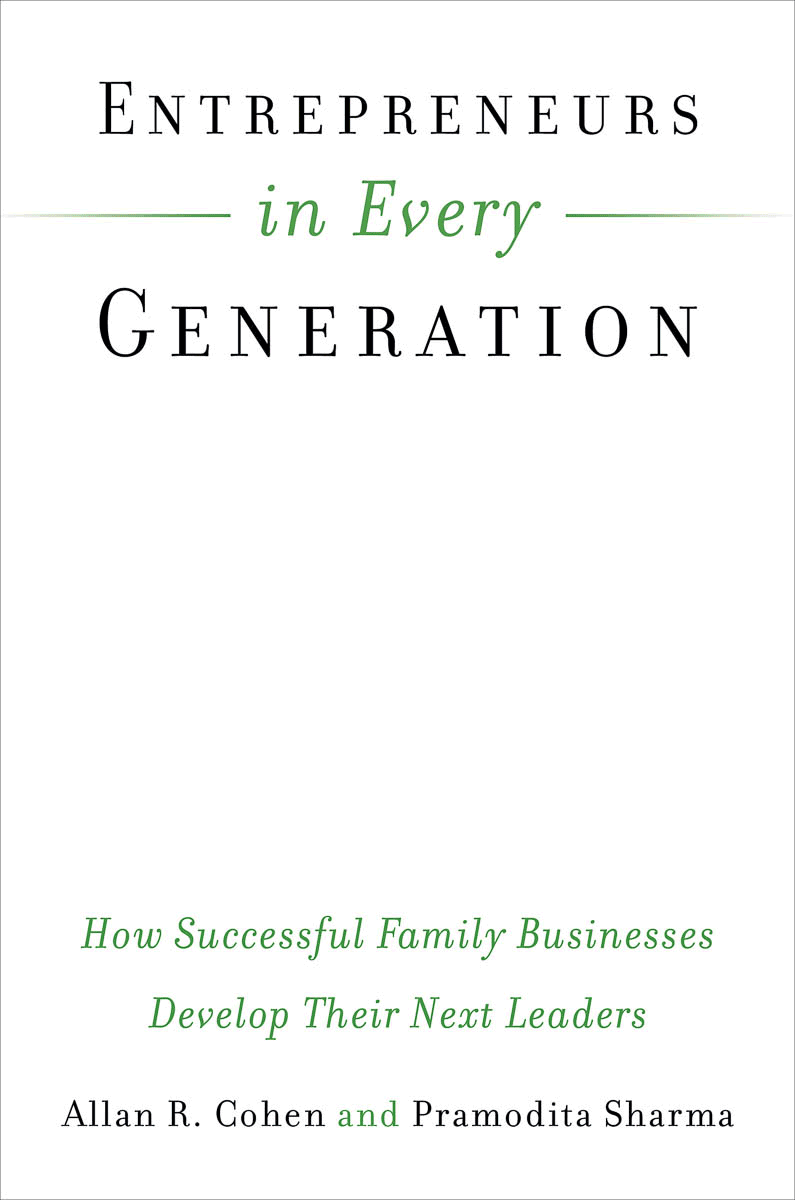 ENTREPRENEURS
in Every
GENERATION
How Successful Family Businesses
Develop Their Next Leaders
Allan R. Cohen and Pramodita Sharma